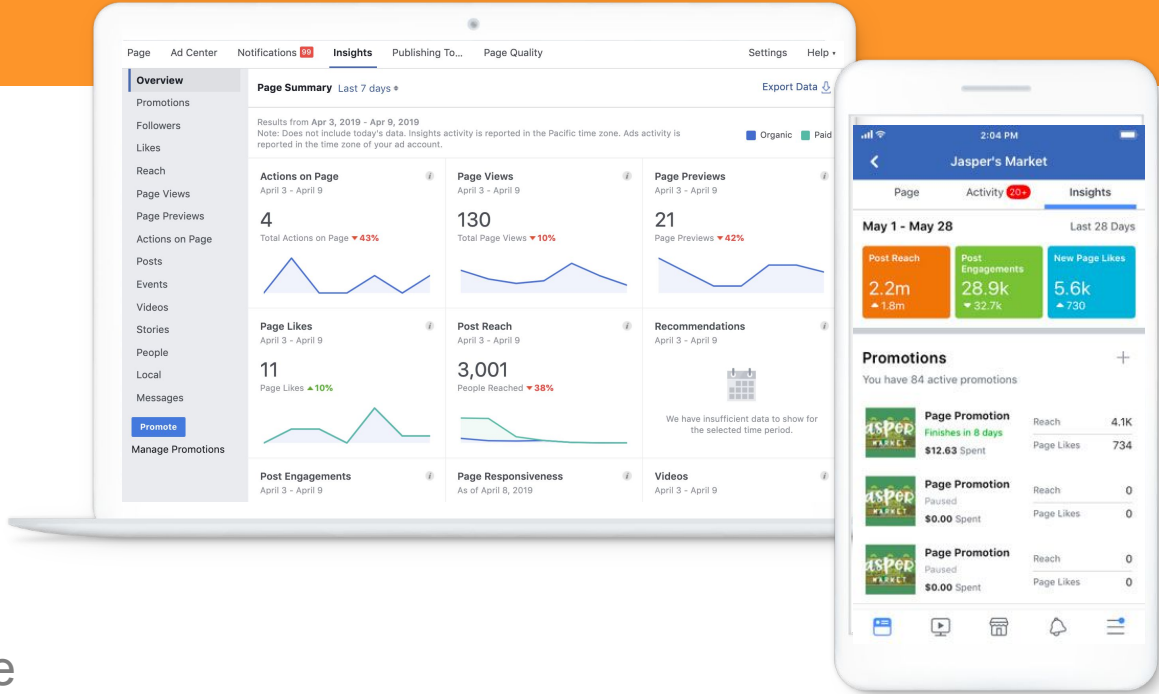 Page Ad Center Notifications 99 Insights Publishing To... Page Quality Settings Help
Overview
Promotions
Followers
Likes
Reach
Page Views
Page Previews
Actions on Page
Posts
Events
Videos
Stories
People
Local
Messages
Promote
Manage Promotions
Page Summary Last 7 days
Export Data
Results from Apr 3, 2019 - Apr 9, 2019
Note: Does not include today's data. Insights activity is reported in the Pacific time zone. Ads activity is
reported in the time zone of your ad account.
Organic Paid
Actions on Page i
April 3 - April 9
4
Total Actions on Page ▾43%
Page Views i
April 3 - April 9
130
Total Page Views ▾10%
Page Previews i
April 3 - April 9
21
Page Previews ▾42%
Page Likes i
April 3 - April 9
11
Page Likes ▴10%
Post Reach i
April 3 - April 9
3,001
People Reached ▾38%
Recommendations i
April 3 - April 9
We have insufficient data to show for
the selected time period.
Post Engagements i
April 3 - April 9
Page Responsiveness i
As of April 8, 2019
Videos i
April 3 - April 9
2:04 PM
Jasper's Market
Page Activity 20+ Insights
May 1 - May 28 Last 28 Days
Post Reach
2.2m
▴1.8m
Post
Engagements
28.9k
▾32.7k
New Page Likes
5.6k
▴730
Promotions +
You have 84 active promotions
ASPER
MARKET
Page Promotion
Finishes in 8 days
$12.63 Spent
Reach 4.1K
Page Likes 734
ASPER
MARKET
Page Promotion
Paused
$0.00 Spent
Reach 0
Page Likes 0
ASPER
MARKET
Page Promotion
Paused
$0.00 Spent
Reach 0
Page Likes 0
e